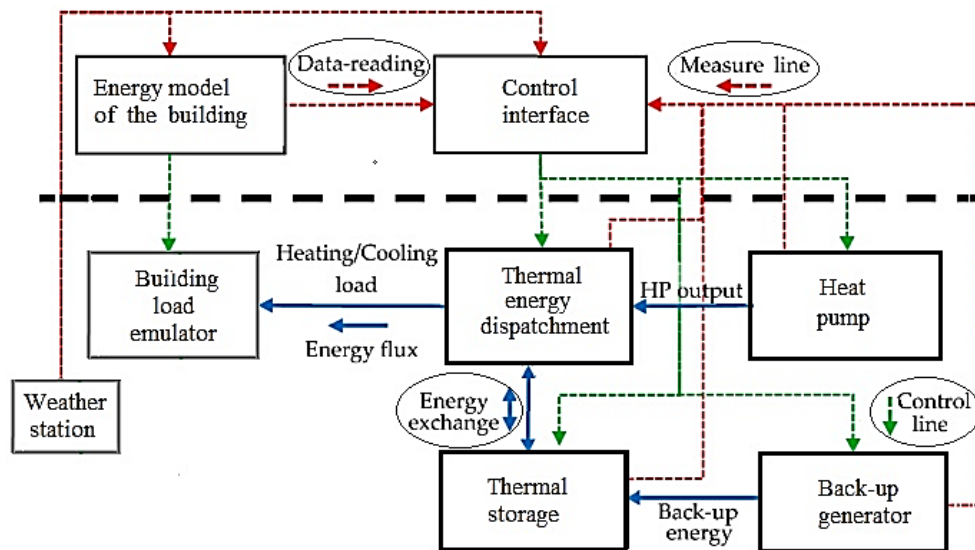 Energy model
of the building
Data-reading
Control
interface
Measure line
Building
load
emulator
Heating/Cooling
load
Energy flux
Thermal
energy
dispatchment
HP output
Heat
pump
Weather
station
Energy
exchange
Control
line
Thermal
storage
Back-up
energy
Back-up
generator